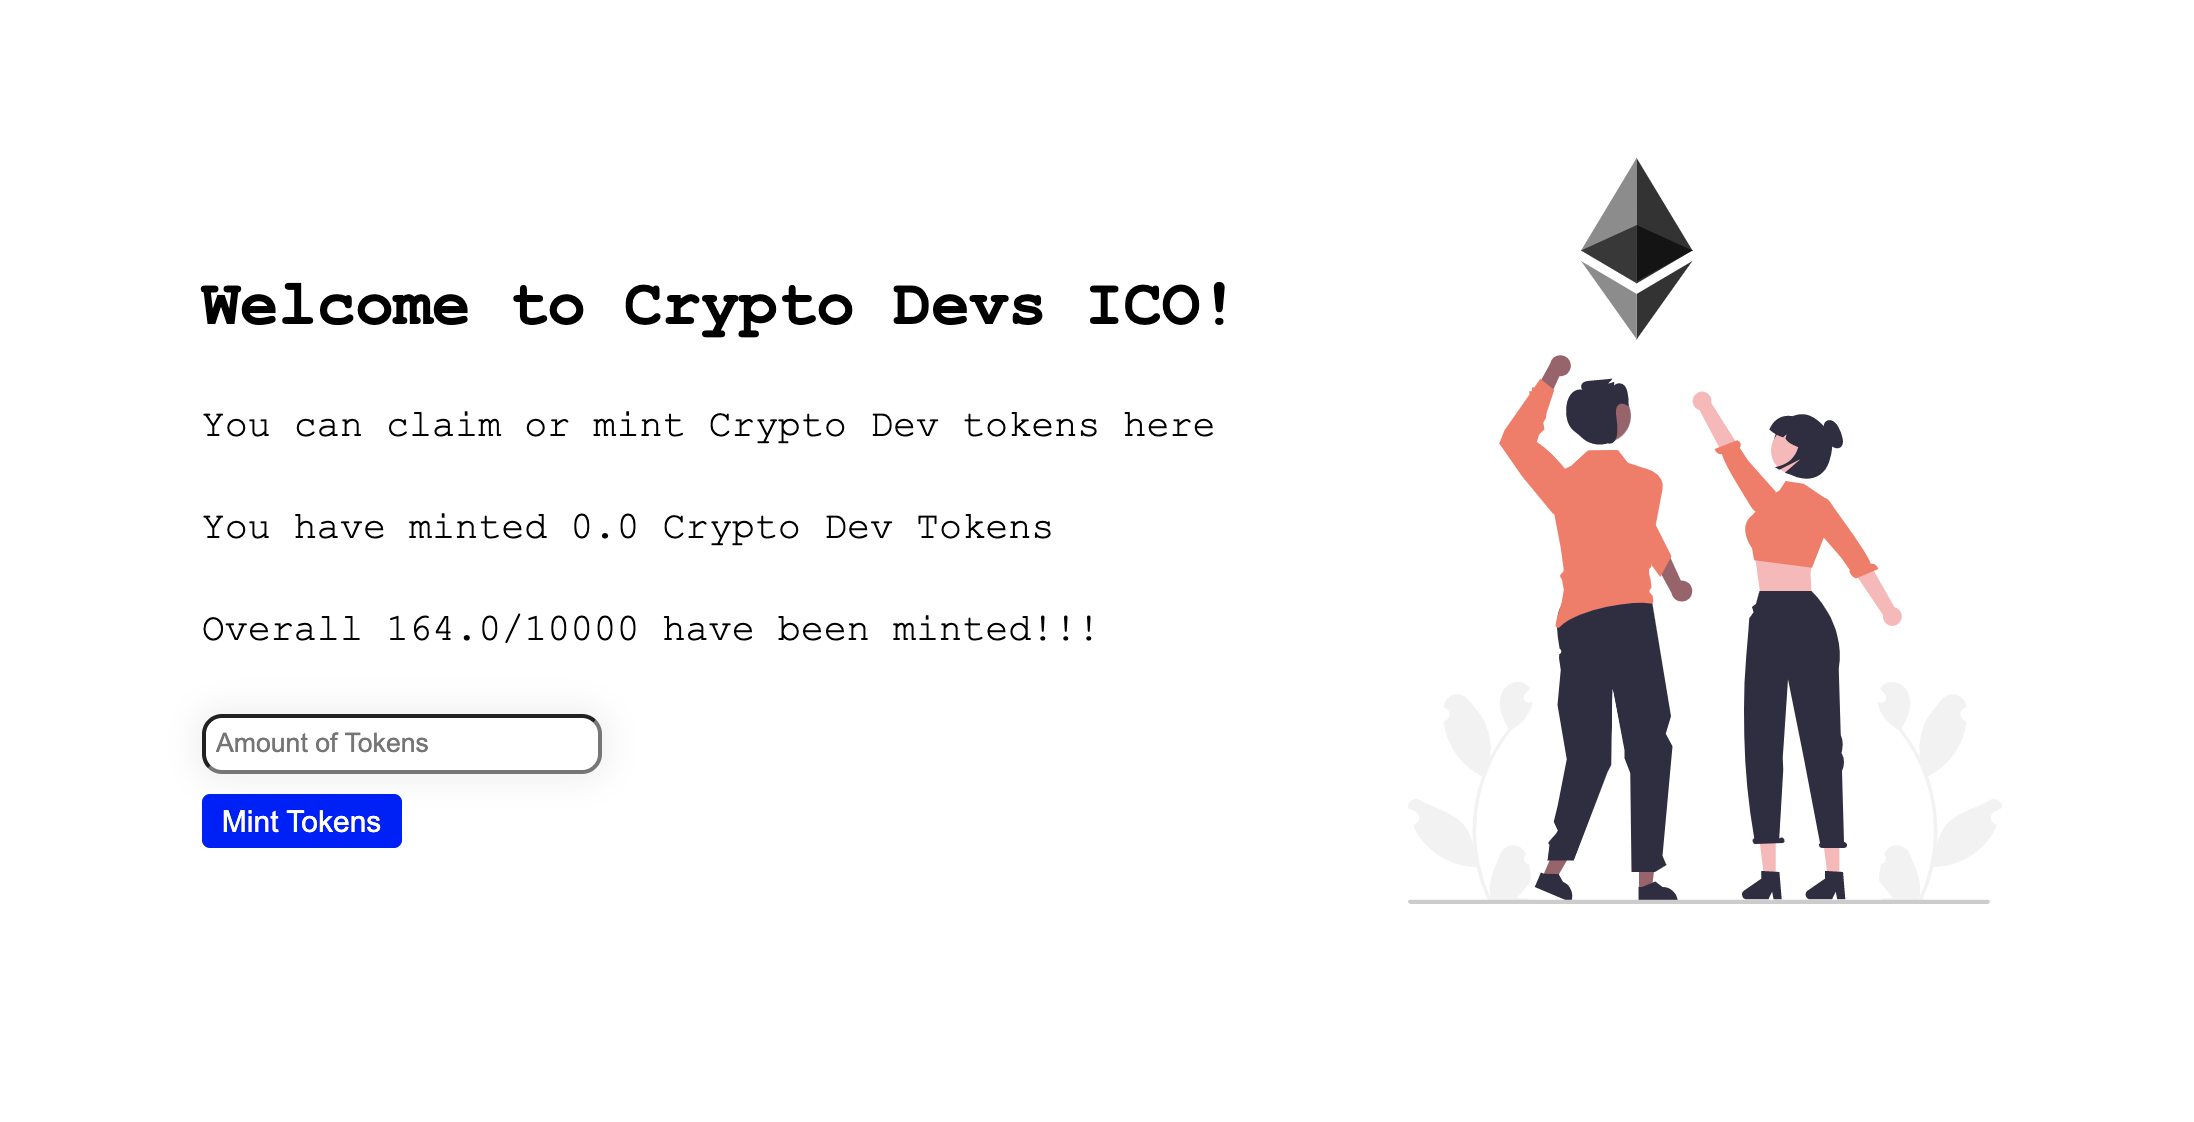 Welcome to Crypto Devs ICO!
You can claim or mint Crypto Dev tokens here
You have minted 0.0 Crypto Dev Tokens
Overall 164.0/10000 have been minted!!!
Amount of Tokens
Mint Tokens